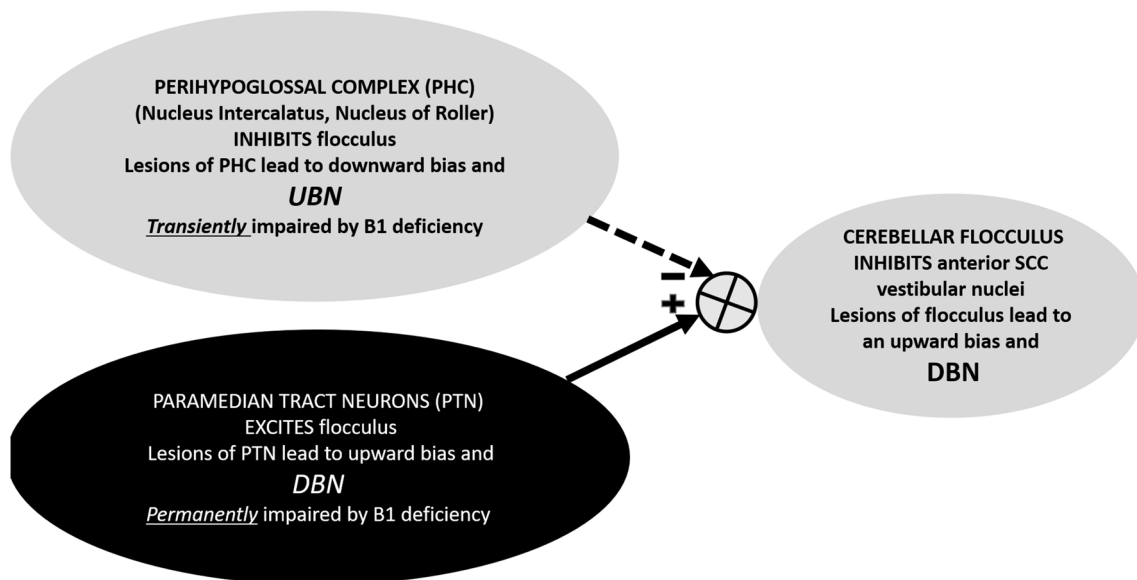 PERIHYPOGLOSSAL COMPLEX (PHC)
(Nucleus Intercalatus, Nucleus of Roller)
INHIBITS flocculus
Lesions of PHC lead to downward bias and
UBN
Transiently impaired by B1 deficiency
–
+
CEREBELLAR FLOCCULUS
INHIBITS anterior SCC
vestibular nuclei
Lesions of flocculus lead to
an upward bias and
DBN
PARAMEDIAN TRACT NEURONS (PTN)
EXCITES flocculus
Lesions of PTN lead to upward bias and
DBN
Permanently impaired by B1 deficiency